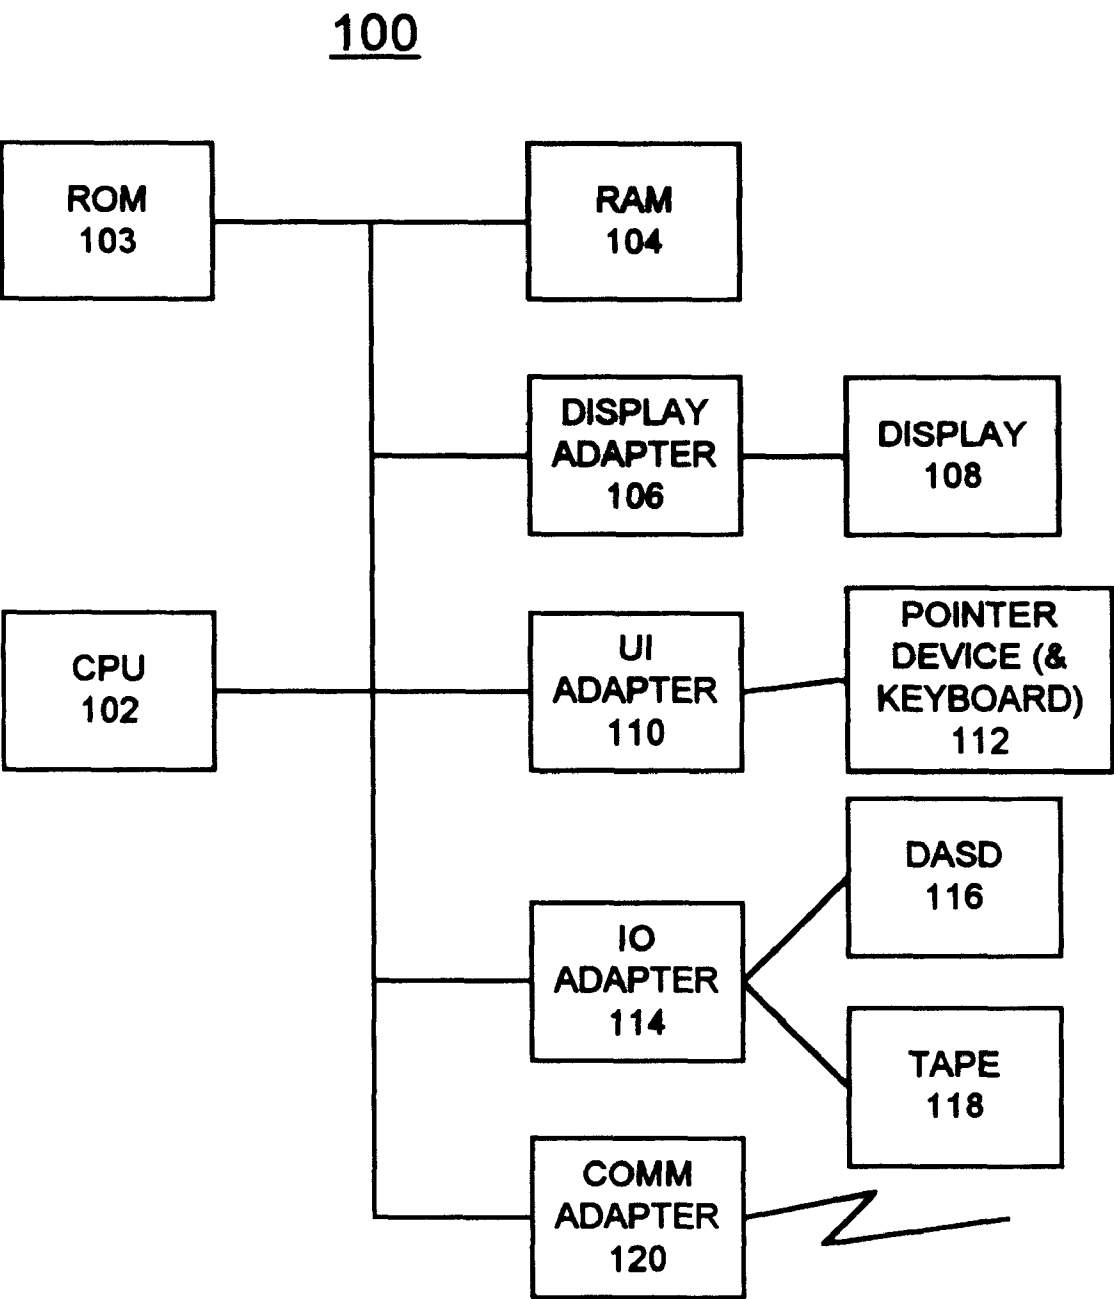 100
ROM
103
RAM
104
DISPLAY
ADAPTER
106
DISPLAY
108
CPU
102
UI
ADAPTER
110
POINTER
DEVICE (&
KEYBOARD)
112
DASD
116
IO
ADAPTER
114
TAPE
118
COMM
ADAPTER
120